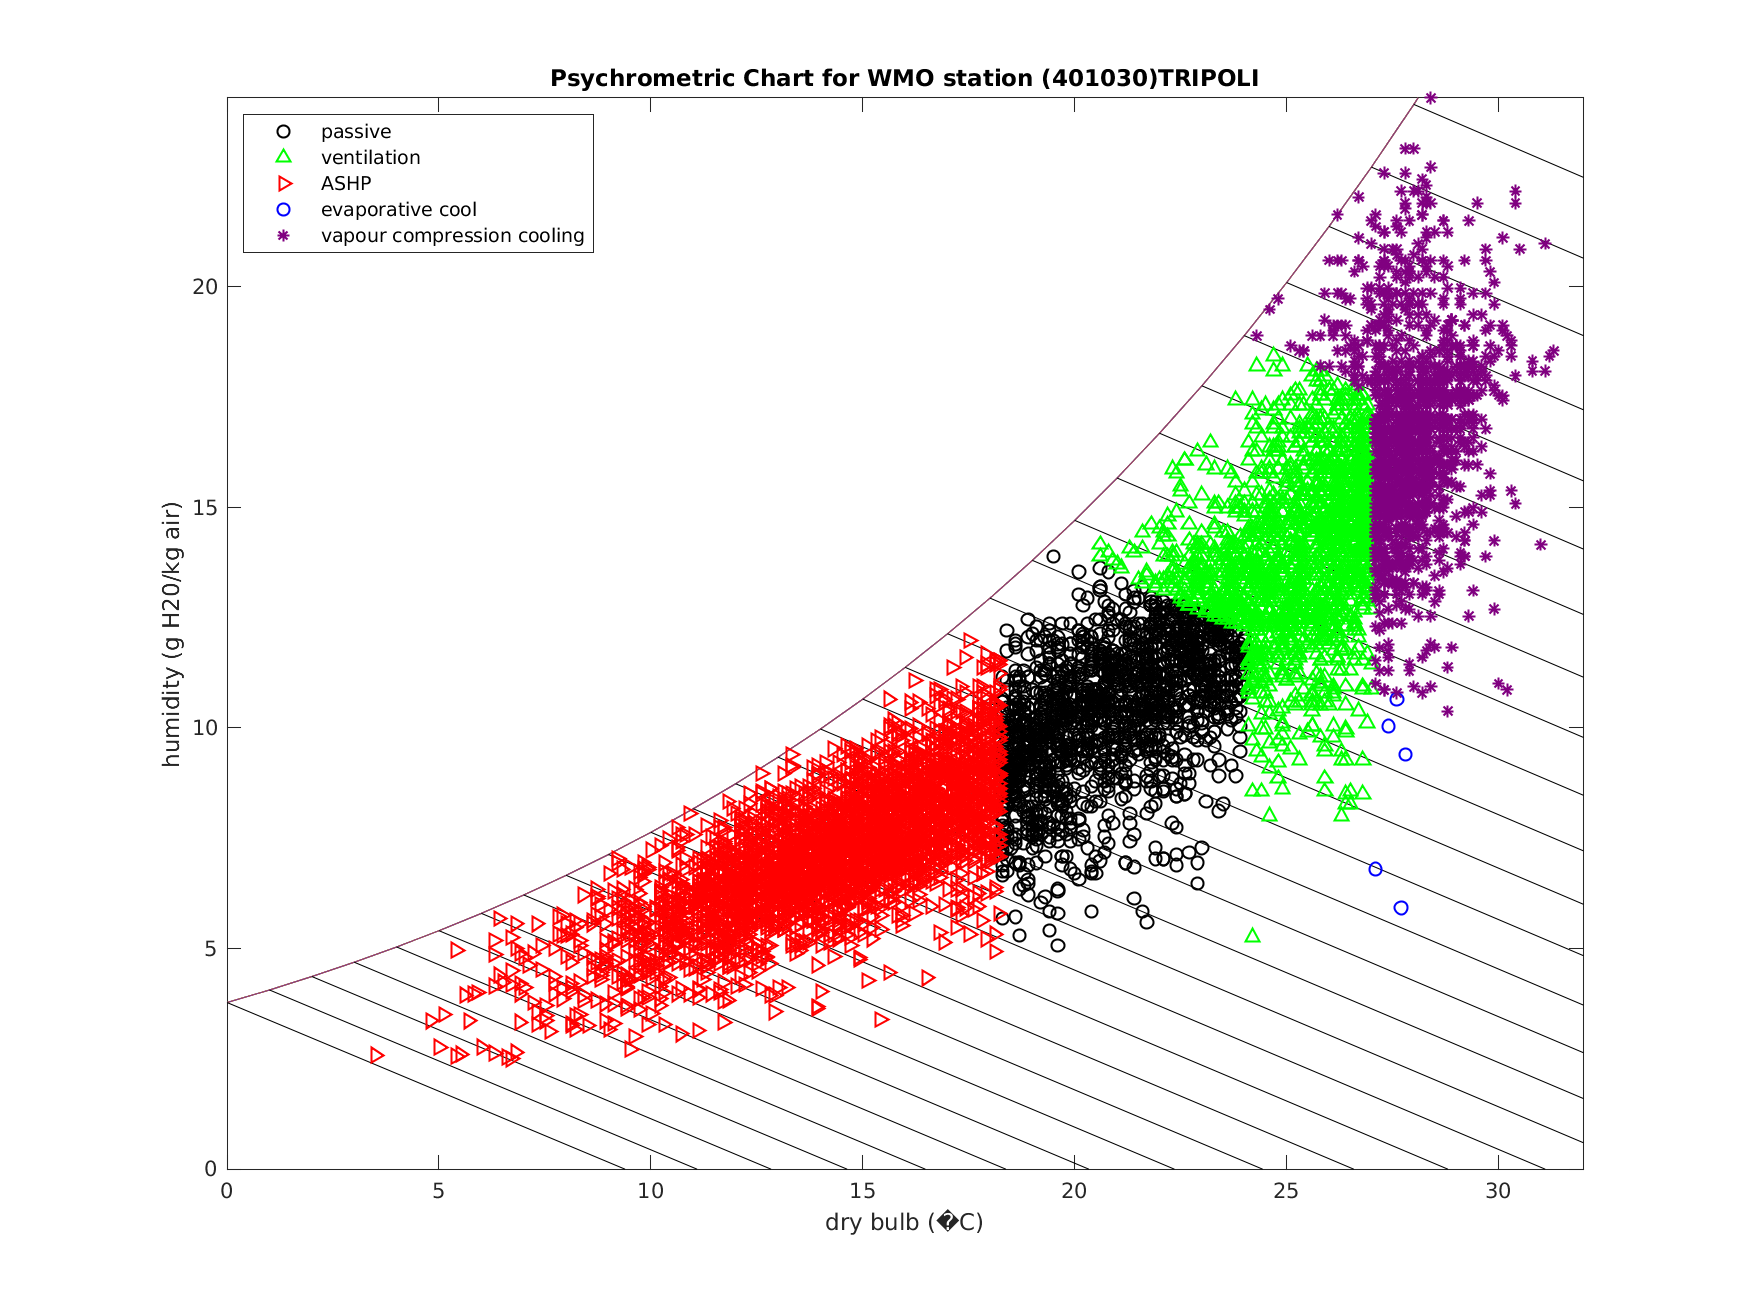 Psychrometric Chart for WMO station (401030)TRIPOLI
passive
ventilation
ASHP
evaporative cool
vapour compression cooling
humidity (g H20/kg air)
20
15
10
5
0
0 5 10 15 20 25 30
dry bulb (�C)